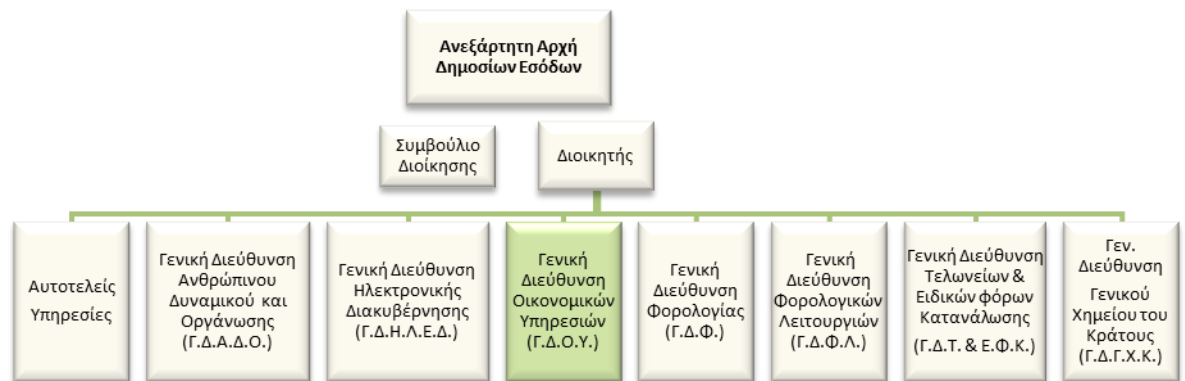 Ανεξάρτητη Αρχή
Δημοσίων Εσόδων
Συμβούλιο
Διοίκησης
Διοικητής
Αυτοτελείς
Υπηρεσίες
Γενική Διεύθυνση
Ανθρώπινου
Δυναμικού και
Οργάνωσης
(Γ.Δ.Α.Δ.Ο.)
Γενική Διεύθυνση
Ηλεκτρονικής
Διακυβέρνησης
(Γ.Δ.Η.Λ.Ε.Δ.)
Γενική
Διεύθυνση
Οικονομικών
Υπηρεσιών
(Γ.Δ.Ο.Υ.)
Γενική
Διεύθυνση
Φορολογίας
(Γ.Δ.Φ.)
Γενική
Διεύθυνση
Φορολογικών
Λειτουργιών
(Γ.Δ.Φ.Λ.)
Γενική Διεύθυνση
Τελωνείων &
Ειδικών φόρων
Κατανάλωσης
(Γ.Δ.Τ. & Ε.Φ.Κ.)
Γεν.
Διεύθυνση
Γενικού
Χημείου του
Κράτους
(Γ.Δ.Γ.Χ.Κ.)